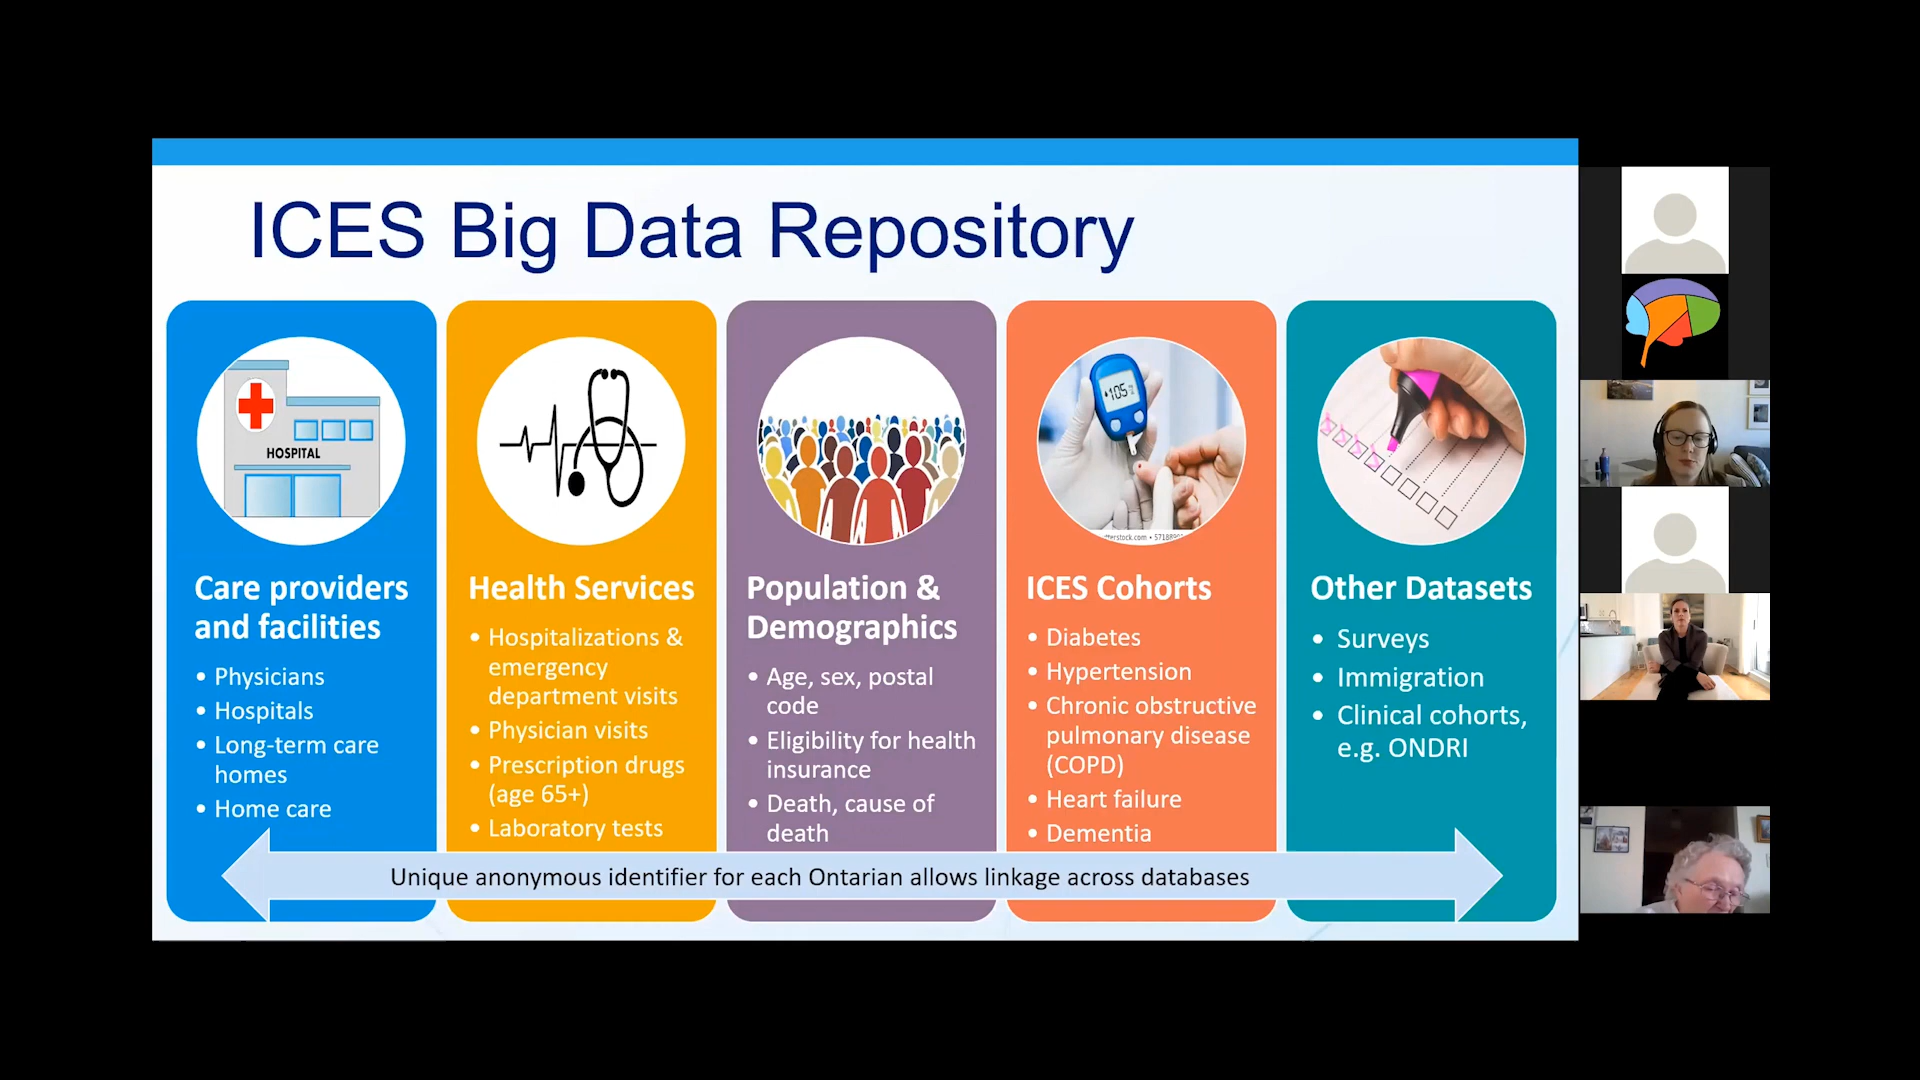 ICES Big Data Repository
HOSPITAL
105
Care providers
and facilities
• Physicians
• Hospitals
• Long-term care
homes
• Home care
Health Services
• Hospitalizations &
emergency
department visits
• Physician visits
• Prescription drugs
(age 65+)
• Laboratory tests
Population &
Demographics
• Age, sex, postal
code
• Eligibility for health
insurance
• Death, cause of
death
ICES Cohorts
• Diabetes
• Hypertension
• Chronic obstructive
pulmonary disease
(COPD)
• Heart failure
• Dementia
Other Datasets
• Surveys
• Immigration
• Clinical cohorts,
e.g. ONDRI
Unique anonymous identifier for each Ontarian allows linkage across databases